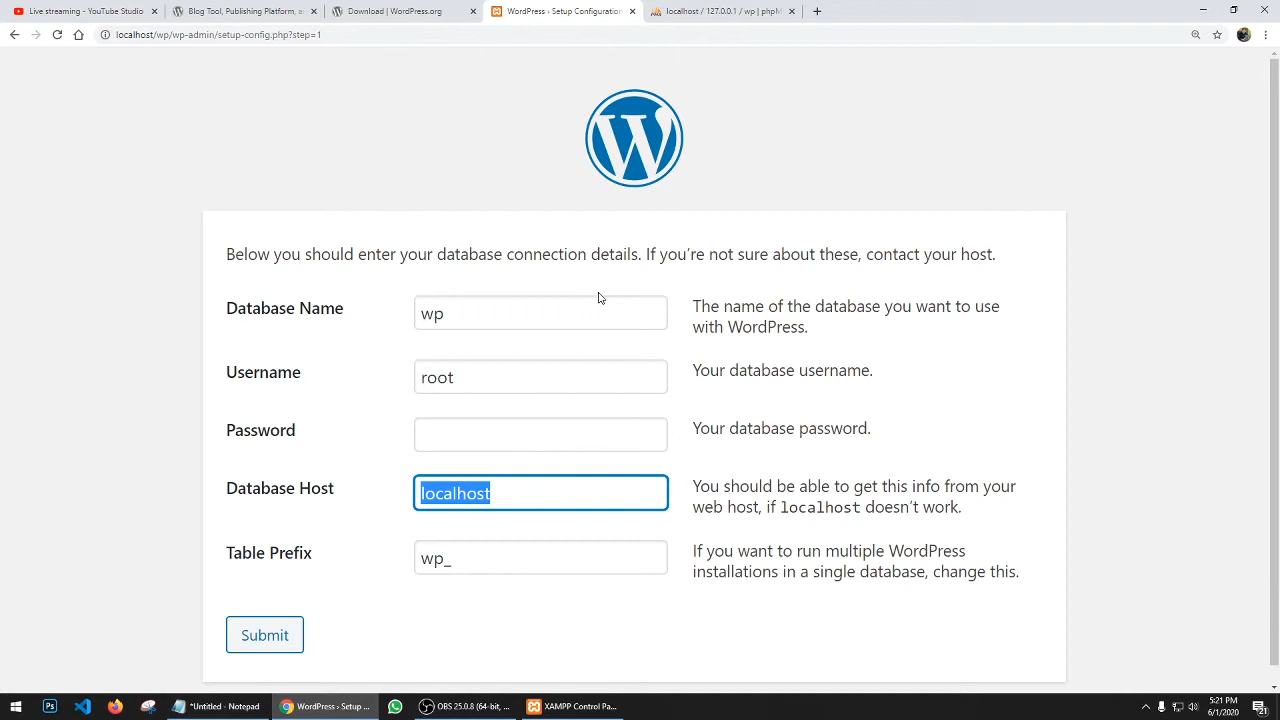 Live streaming - YouTube Studio
Blog Tool, Publishing Platform, an
Download | WordPress.org
WordPress › Setup Configuration
localhost / 127.0.0.1 / wp | phpM
localhost/wp/wp-admin/setup-config.php?step=1
W
Below you should enter your database connection details. If you’re not sure about these, contact your host.
Database Name
wp
The name of the database you want to use
with WordPress.
Username
root
Your database username.
Password
Your database password.
Database Host
localhost
You should be able to get this info from your
web host, if localhost doesn’t work.
Table Prefix
wp_
If you want to run multiple WordPress
installations in a single database, change this.
Submit
Ps
*Untitled - Notepad
WordPress › Setup ...
OBS 25.0.8 (64-bit, ...
XAMPP Control Pa...
5:21 PM
6/1/2020